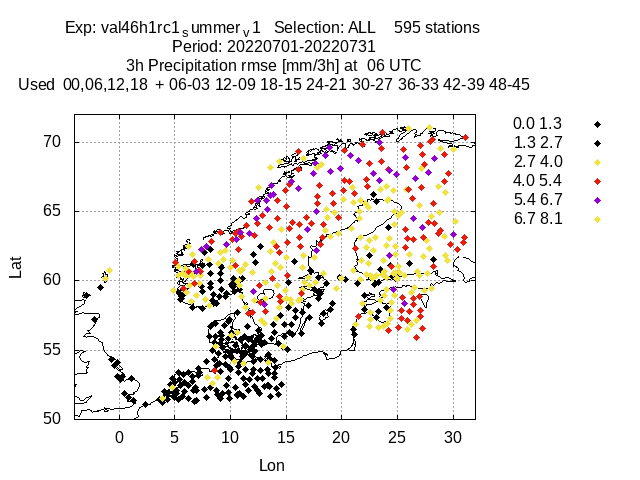 Exp: val46h1rc1ₛummerᵥ1 Selection: ALL 595 stations
Period: 20220701-20220731
3h Precipitation rmse [mm/3h] at 06 UTC
Used 00,06,12,18 + 06-03 12-09 18-15 24-21 30-27 36-33 42-39 48-45
0.0 1.3
1.3 2.7
2.7 4.0
4.0 5.4
5.4 6.7
6.7 8.1
70
65
60
55
50
Lat
0 5 10 15 20 25 30
Lon